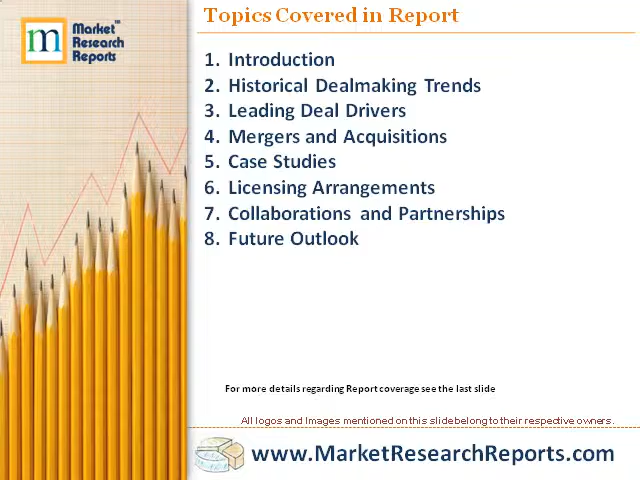 Topics Covered in Report
m Market™
Research
Reports
1. Introduction
2. Historical Dealmaking Trends
3. Leading Deal Drivers
4. Mergers and Acquisitions
5. Case Studies
6. Licensing Arrangements
7. Collaborations and Partnerships
8. Future Outlook
For more details regarding Report coverage see the last slide
All logos and Images mentioned on this slide belong to their respective owners.
www.MarketResearchReports.com